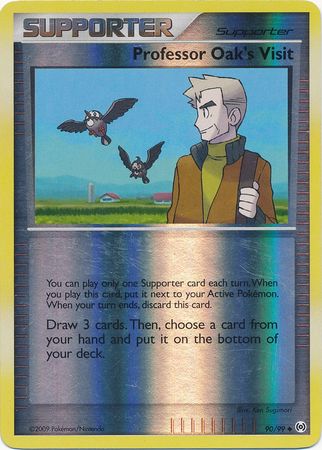 SUPPORTER
Supporter
Professor Oak's Visit
You can play only one Supporter card each turn. When
you play this card, put it next to your Active Pokémon.
When your turn ends, discard this card.
Draw 3 cards. Then, choose a card from
your hand and put it on the bottom of
your deck.
Illus. Ken Sugimori
©2009 Pokémon/Nintendo
90/99